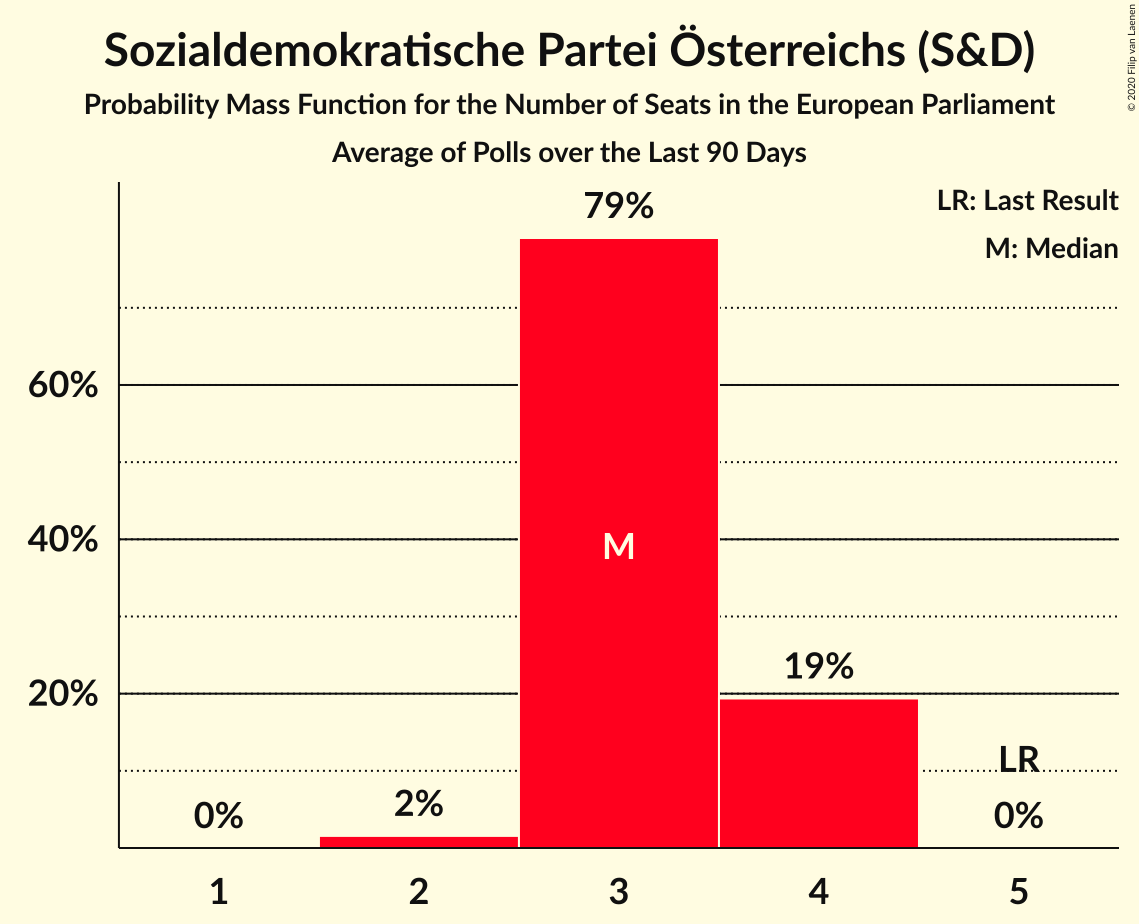 Sozialdemokratische Partei Österreichs (S&D)
Probability Mass Function for the Number of Seats in the European Parliament
Average of Polls over the Last 90 Days
© 2020 Filip van Laenen
LR: Last Result
M: Median
79%
60%
40%
M
19%
20%
LR
0%
2%
0%
1
2
3
4
5